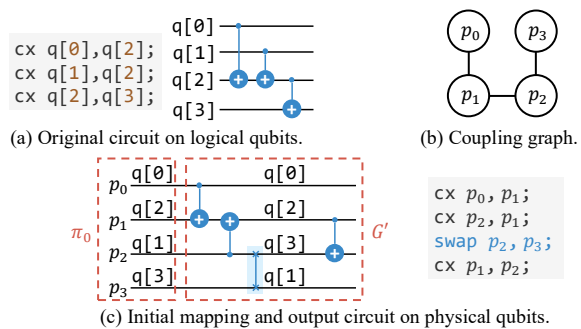 cx q[0],q[2];
cx q[1],q[2];
cx q[2],q[3];
q[0]
q[1]
q[2]
q[3]
(a) Original circuit on logical qubits.
p₀ p₃
p₁ p₂
(b) Coupling graph.
π₀
p₀ q[0] q[0]
p₁ q[2] q[2]
p₂ q[1] q[3]
p₃ q[3] q[1]
G′
cx p₀, p₁;
cx p₂, p₁;
swap p₂, p₃;
cx p₁, p₂;
(c) Initial mapping and output circuit on physical qubits.